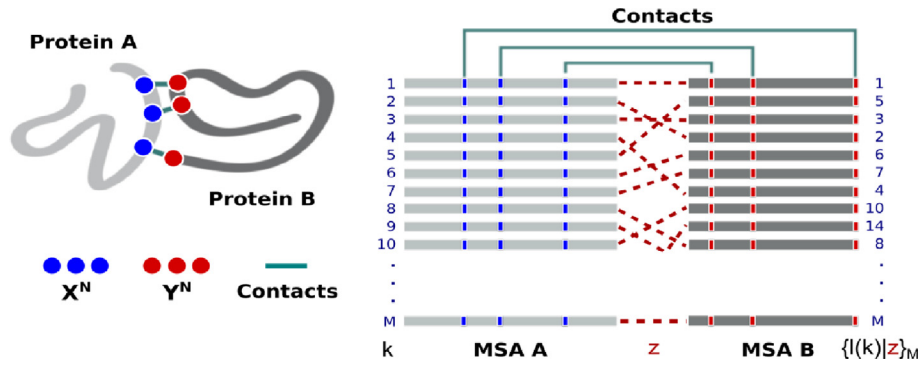 Protein A
Protein B
X^N
Y^N
Contacts
Contacts
1 1
2 5
3 3
4 2
5 6
6 7
7 4
8 10
9 14
10 8
. .
. .
. .
M M
k MSA A z MSA B {l(k)|z}_M